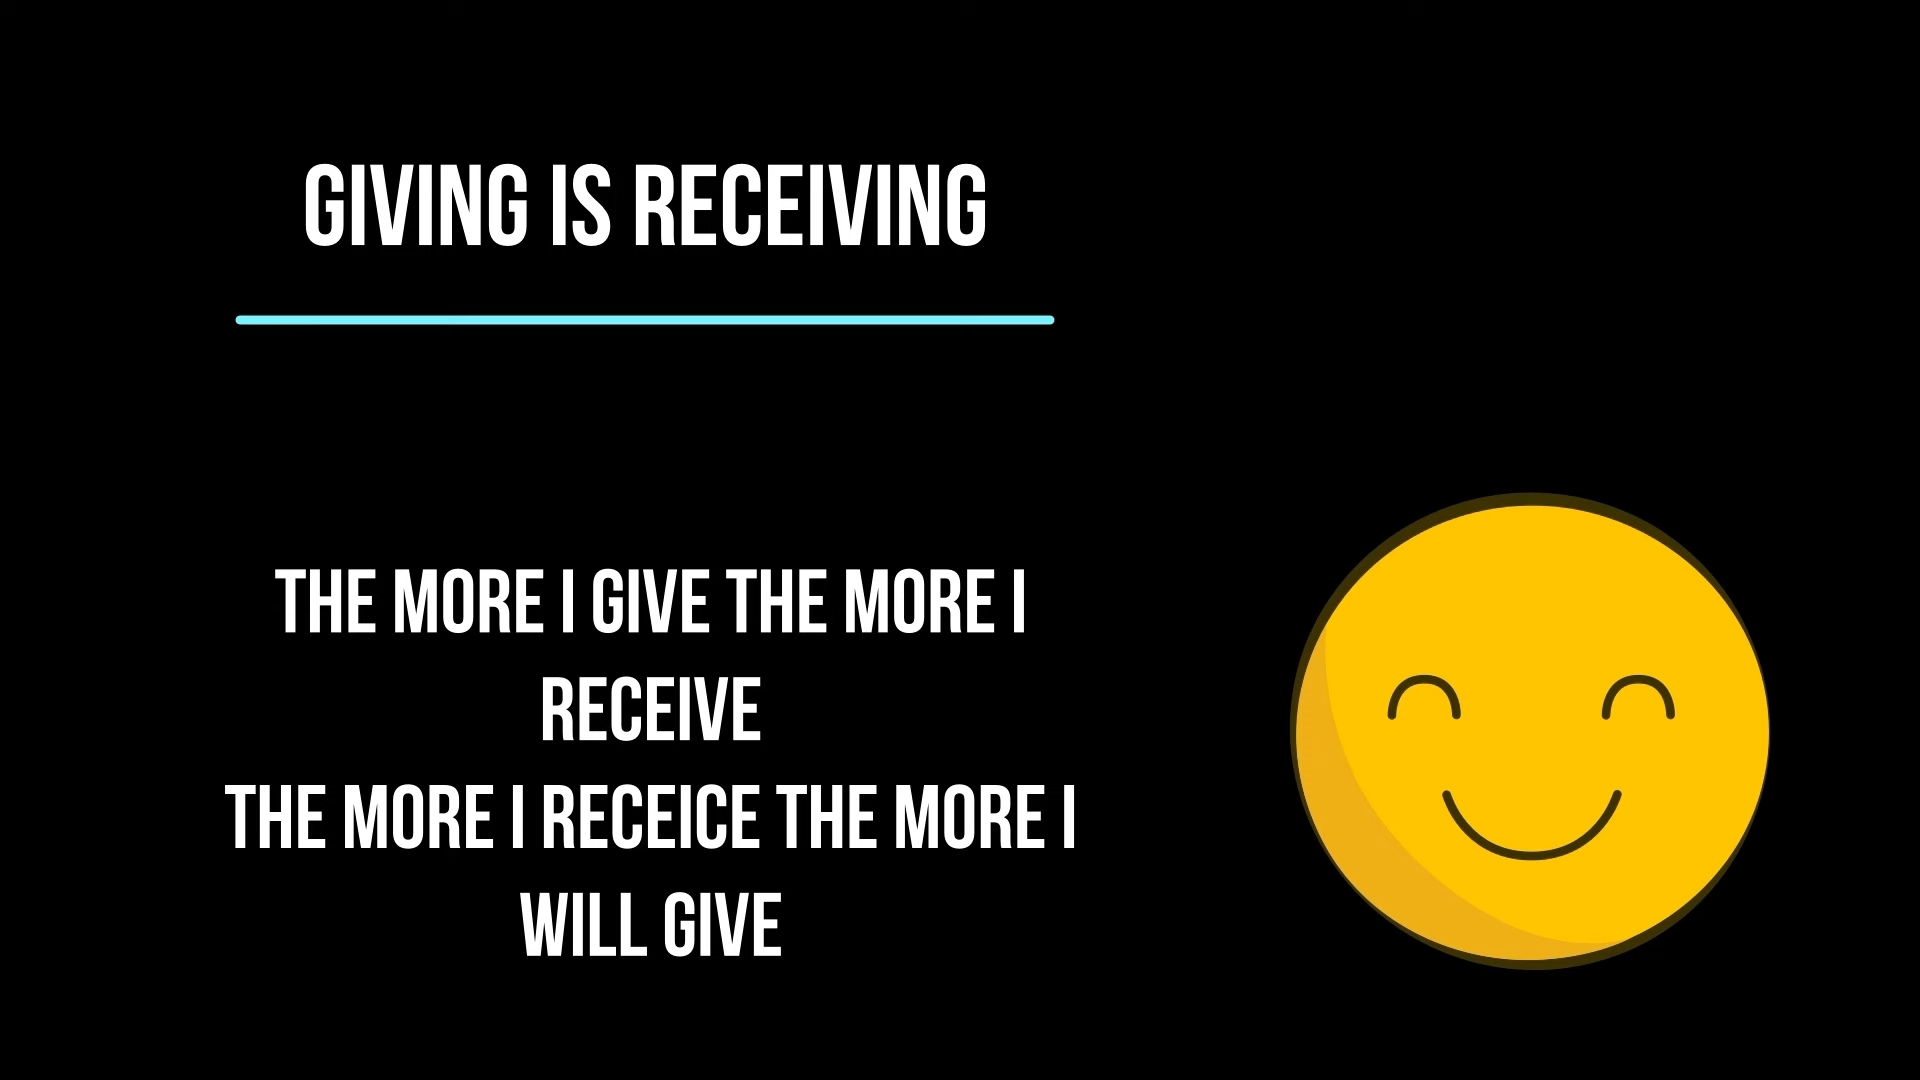 GIVING IS RECEIVING
THE MORE I GIVE THE MORE I
RECEIVE
THE MORE I RECEICE THE MORE I
WILL GIVE